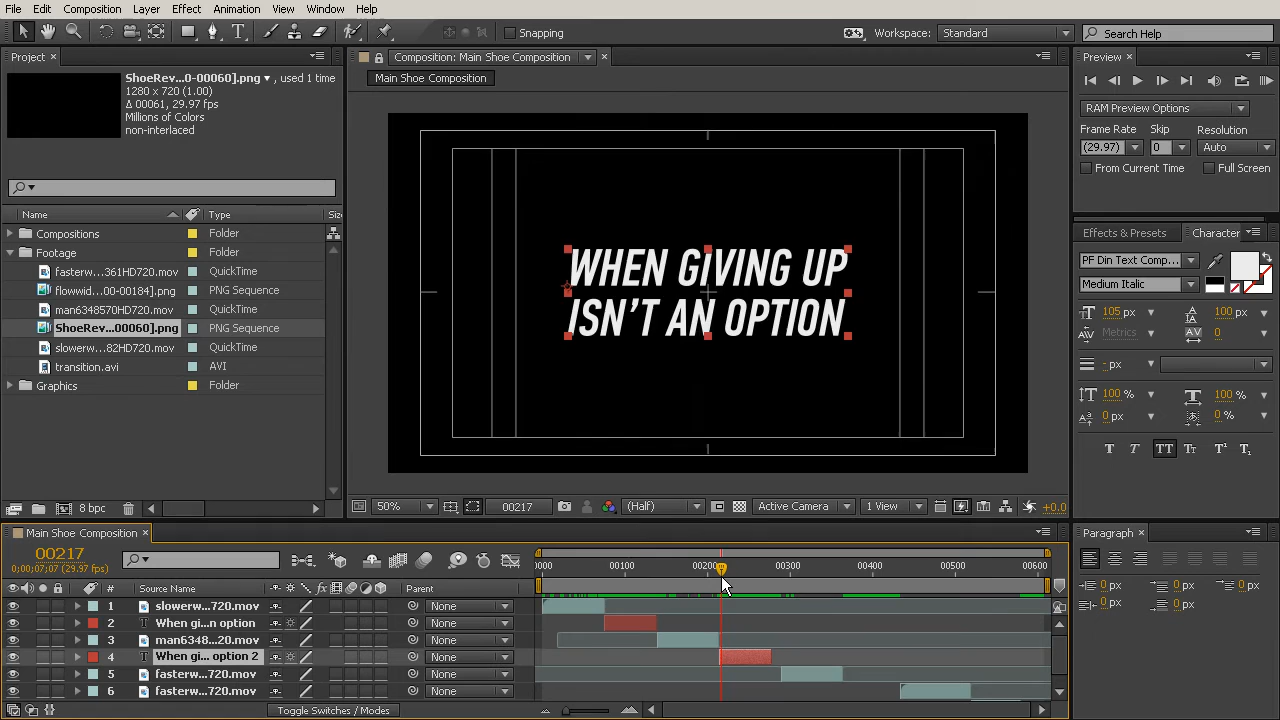 File Edit Composition Layer Effect Animation View Window Help
Snapping
Workspace: Standard
Search Help
Project
ShoeRev...0-00060].png , used 1 time
1280 x 720 (1.00)
Δ 00061, 29.97 fps
Millions of Colors
non-interlaced
Name Type Size
Compositions Folder
Footage Folder
fasterw...361HD720.mov QuickTime
flowwid...00-00184].png PNG Sequence
man6348570HD720.mov QuickTime
ShoeRev...00060].png PNG Sequence
slowerw...82HD720.mov QuickTime
transition.avi AVI
Graphics Folder
8 bpc
Composition: Main Shoe Composition
Main Shoe Composition
WHEN GIVING UP
ISN'T AN OPTION
50% 00217 (Half) Active Camera 1 View +0.0
Preview
RAM Preview Options
Frame Rate Skip Resolution
(29.97) 0 Auto
From Current Time Full Screen
Effects & Presets Character
PF Din Text Comp...
Medium Italic
105 px 100 px
Metrics 0
- px
100 % 100 %
0 px 0 %
T T TT Tt T¹ T₁
Main Shoe Composition
00217
0;00;07;07 (29.97 fps)
0000 00100 00200 00300 00400 00500 00600
# Source Name Parent
1 slowerw...720.mov None
2 When gi...n option None
3 man6348...20.mov None
4 When gi... option 2 None
5 fasterw...720.mov None
6 fasterw...720.mov None
Toggle Switches / Modes
Paragraph
0 px 0 px 0 px
0 px 0 px